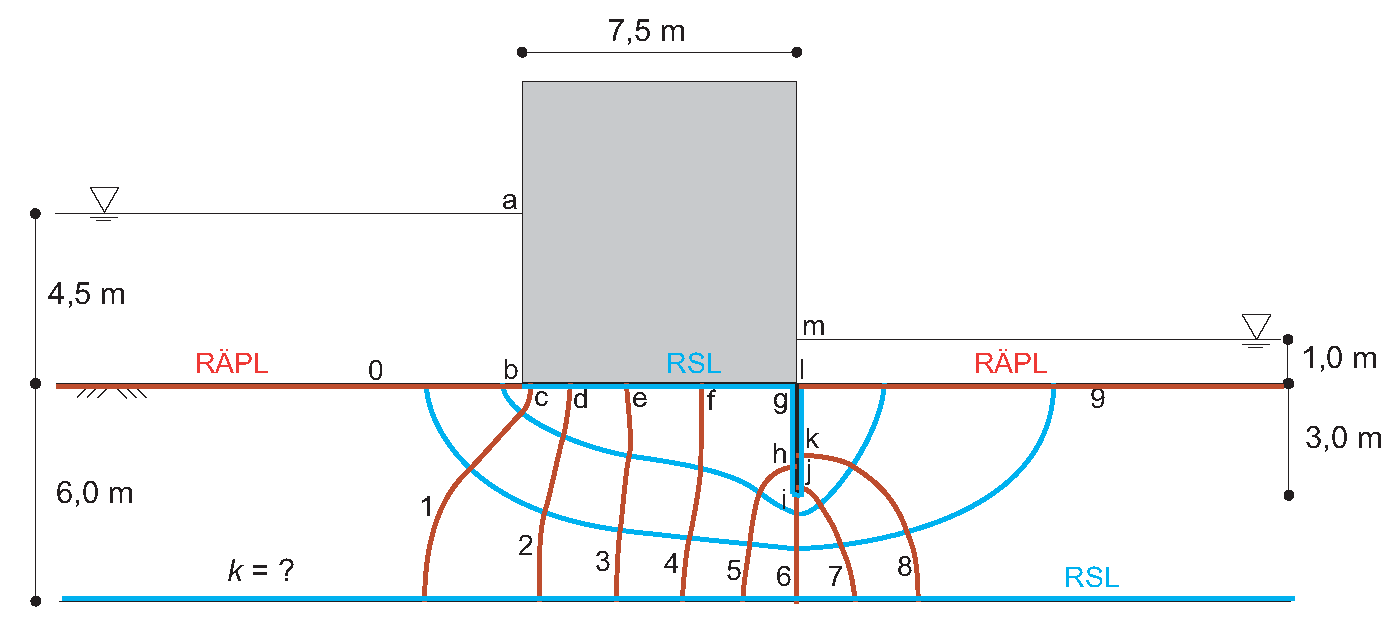 7,5 m
a
4,5 m
m
RÄPL
0
b
RSL
l
RÄPL
1,0 m
c
d
e
f
g
9
k
3,0 m
h
j
i
6,0 m
1
2
3
4
5
6
7
8
k = ?
RSL